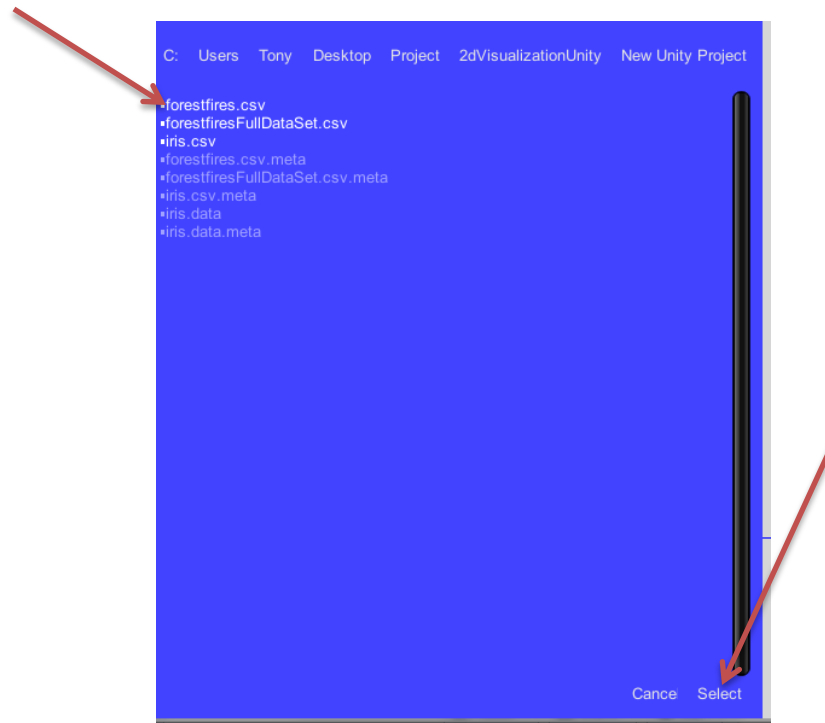 C: Users Tony Desktop Project 2dVisualizationUnity New Unity Project
▪forestfires.csv
▪forestfiresFullDataSet.csv
▪iris.csv
▪forestfires.csv.meta
▪forestfiresFullDataSet.csv.meta
▪iris.csv.meta
▪iris.data
▪iris.data.meta
Cancel Select